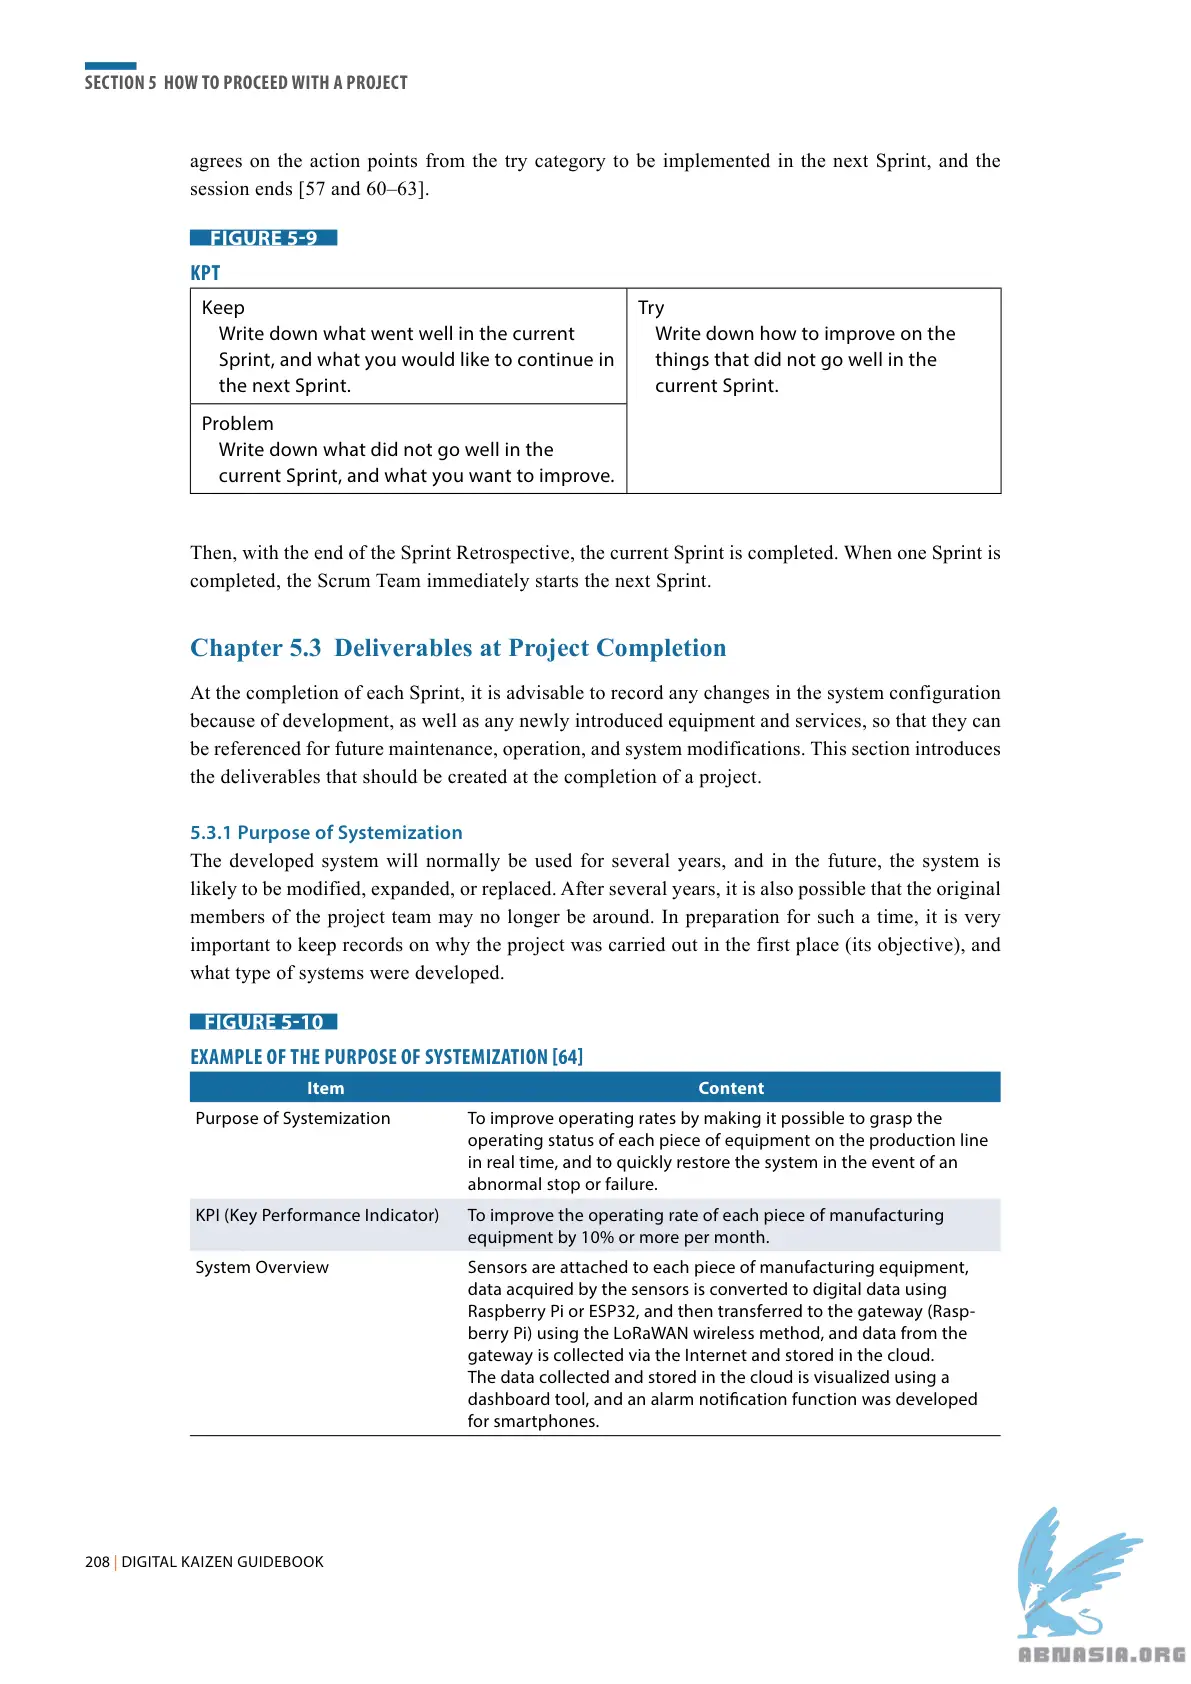 SECTION 5 HOW TO PROCEED WITH A PROJECT
agrees on the action points from the try category to be implemented in the next Sprint, and the
session ends [57 and 60–63].
FIGURE 5-9
KPT
Keep
Write down what went well in the current
Sprint, and what you would like to continue in
the next Sprint.
Problem
Write down what did not go well in the
current Sprint, and what you want to improve.
Try
Write down how to improve on the
things that did not go well in the
current Sprint.
Then, with the end of the Sprint Retrospective, the current Sprint is completed. When one Sprint is
completed, the Scrum Team immediately starts the next Sprint.
Chapter 5.3 Deliverables at Project Completion
At the completion of each Sprint, it is advisable to record any changes in the system configuration
because of development, as well as any newly introduced equipment and services, so that they can
be referenced for future maintenance, operation, and system modifications. This section introduces
the deliverables that should be created at the completion of a project.
5.3.1 Purpose of Systemization
The developed system will normally be used for several years, and in the future, the system is
likely to be modified, expanded, or replaced. After several years, it is also possible that the original
members of the project team may no longer be around. In preparation for such a time, it is very
important to keep records on why the project was carried out in the first place (its objective), and
what type of systems were developed.
FIGURE 5-10
EXAMPLE OF THE PURPOSE OF SYSTEMIZATION [64]
Item Content
Purpose of Systemization To improve operating rates by making it possible to grasp the
operating status of each piece of equipment on the production line
in real time, and to quickly restore the system in the event of an
abnormal stop or failure.
KPI (Key Performance Indicator) To improve the operating rate of each piece of manufacturing
equipment by 10% or more per month.
System Overview Sensors are attached to each piece of manufacturing equipment,
data acquired by the sensors is converted to digital data using
Raspberry Pi or ESP32, and then transferred to the gateway (Rasp-
berry Pi) using the LoRaWAN wireless method, and data from the
gateway is collected via the Internet and stored in the cloud.
The data collected and stored in the cloud is visualized using a
dashboard tool, and an alarm notification function was developed
for smartphones.
208 | DIGITAL KAIZEN GUIDEBOOK
ABNASIA.ORG